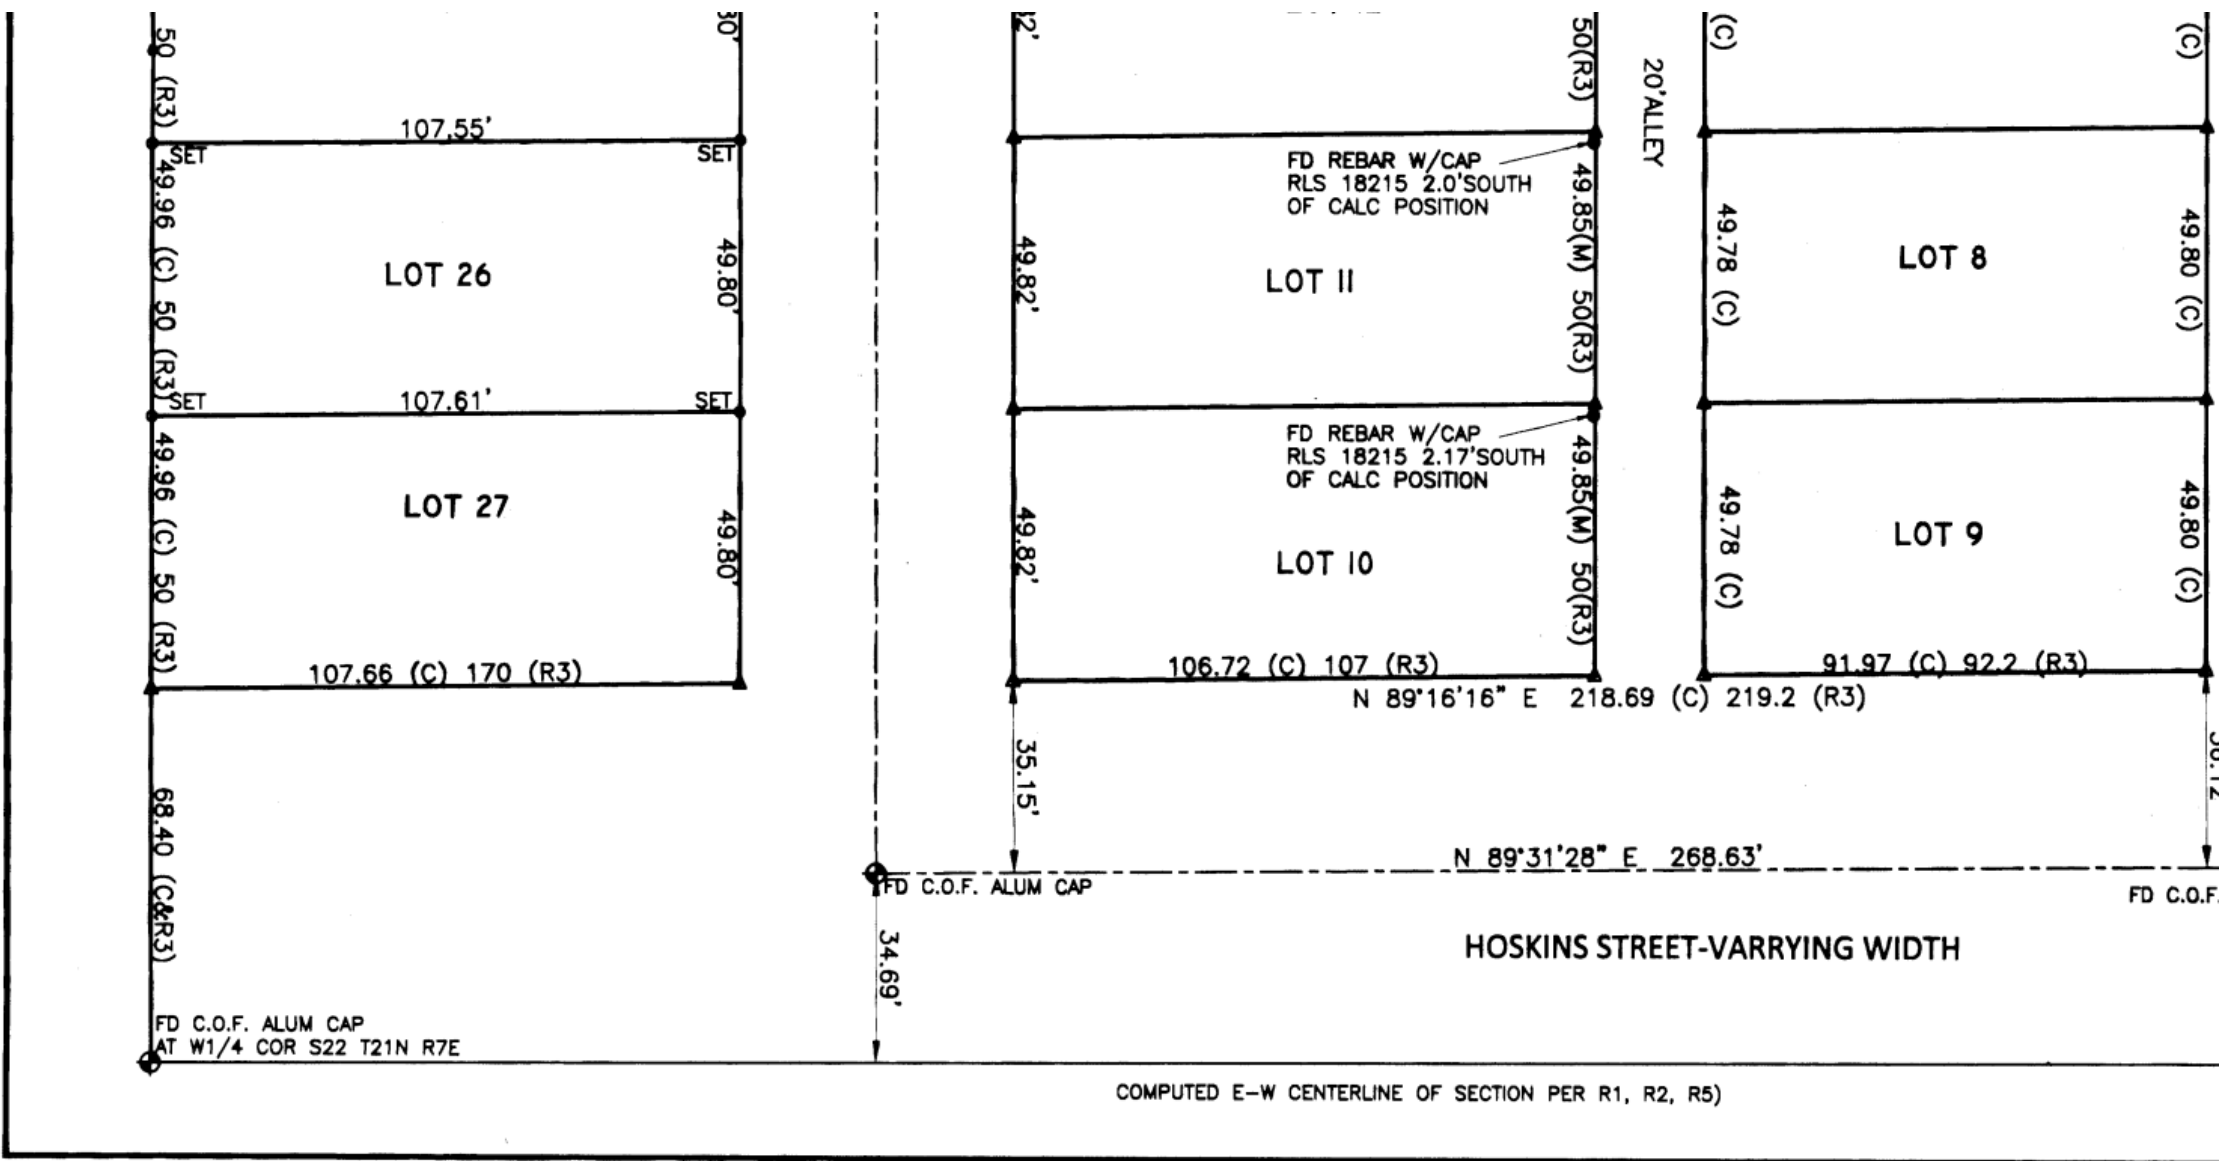 50 (R3)
50(R3)
20'ALLEY
(C)
(C)
107.55'
SET
SET
49.96 (C) 50 (R3)
LOT 26
49.80'
49.82'
FD REBAR W/CAP
RLS 18215 2.0'SOUTH
OF CALC POSITION
LOT 11
49.85(M) 50(R3)
49.78 (C)
LOT 8
49.80 (C)
107.61'
SET
SET
49.96 (C) 50 (R3)
LOT 27
49.80'
49.82'
FD REBAR W/CAP
RLS 18215 2.17'SOUTH
OF CALC POSITION
LOT 10
49.85(M) 50(R3)
49.78 (C)
LOT 9
49.80 (C)
107.66 (C) 170 (R3)
106.72 (C) 107 (R3)
91.97 (C) 92.2 (R3)
N 89°16'16" E 218.69 (C) 219.2 (R3)
68.40 (C&R3)
35.15'
N 89°31'28" E 268.63'
FD C.O.F. ALUM CAP
FD C.O.F.
34.69'
HOSKINS STREET-VARRYING WIDTH
FD C.O.F. ALUM CAP
AT W1/4 COR S22 T21N R7E
COMPUTED E-W CENTERLINE OF SECTION PER R1, R2, R5)